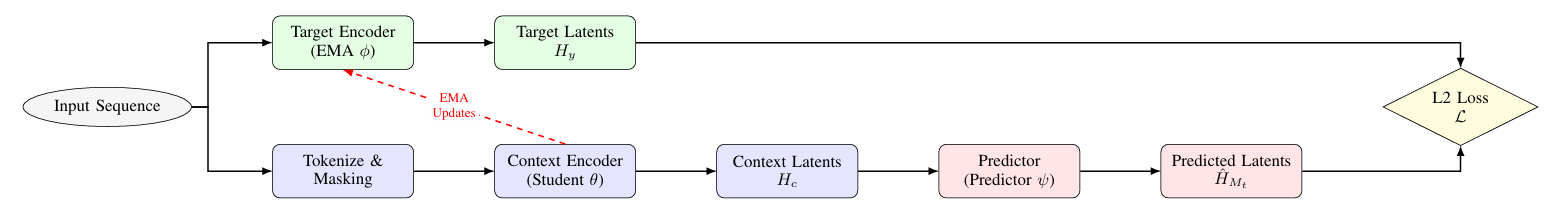 Target Encoder
(EMA ϕ)
Target Latents
H_y
Input Sequence
EMA
Updates
L2 Loss
ℒ
Tokenize &
Masking
Context Encoder
(Student θ)
Context Latents
H_c
Predictor
(Predictor ψ)
Predicted Latents
Ĥ_{M_t}